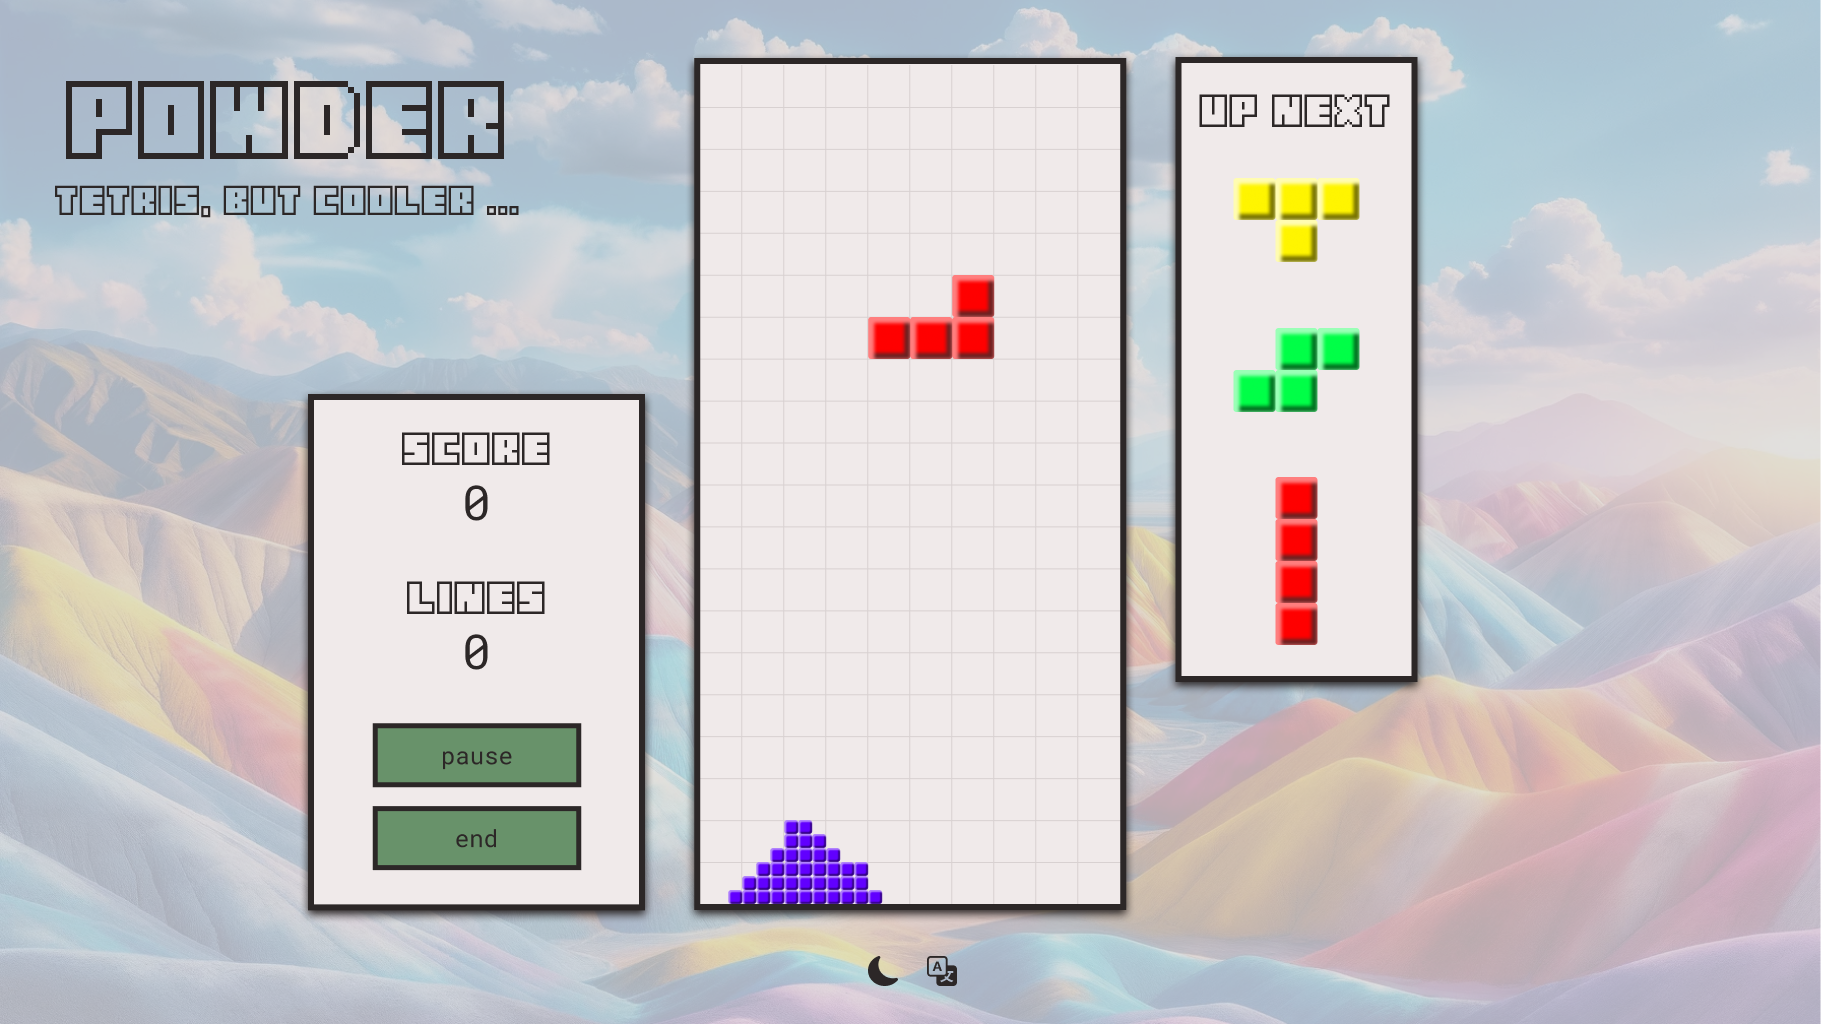 POWDER
TETRIS, BUT COOLER ...
SCORE
0
LINES
0
pause
end
UP NEXT
A